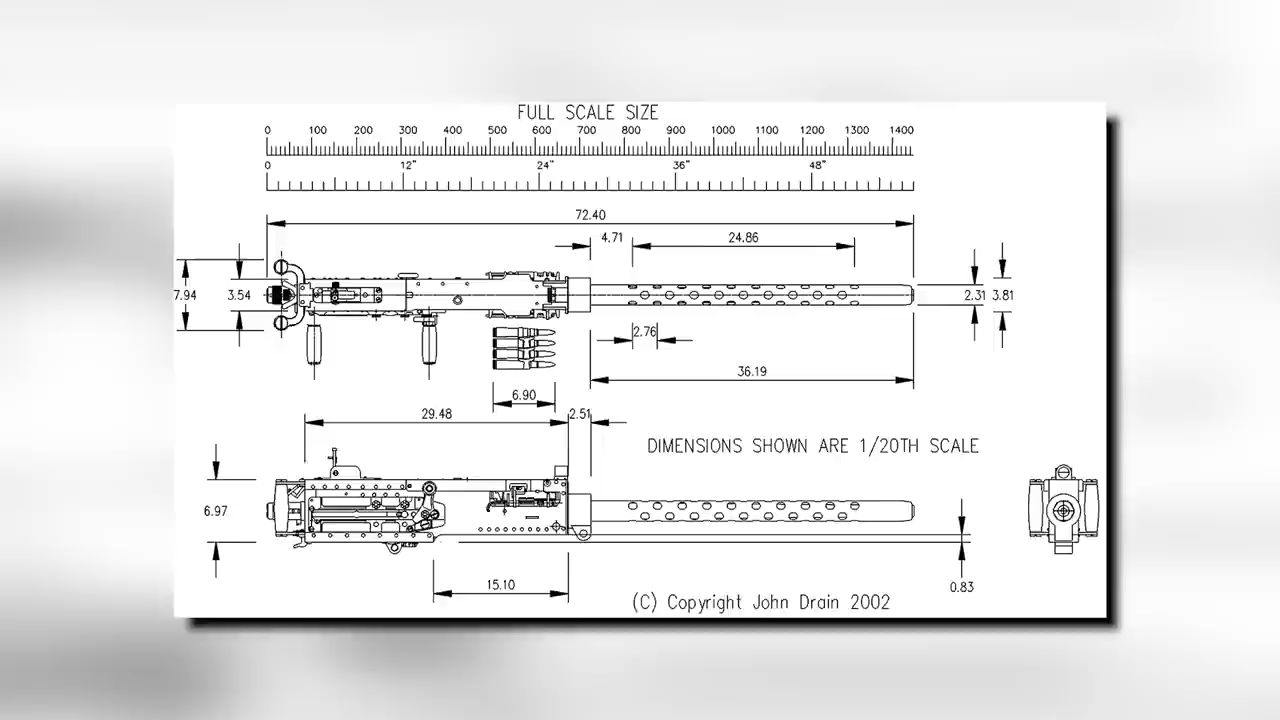 FULL SCALE SIZE
0 100 200 300 400 500 600 700 800 900 1000 1100 1200 1300 1400
0 12" 24" 36" 48"
72.40
4.71 24.86
7.94 3.54 2.31 3.81
2.76
36.19
6.90
29.48 2.51
DIMENSIONS SHOWN ARE 1/20TH SCALE
6.97
15.10 0.83
(C) Copyright John Drain 2002